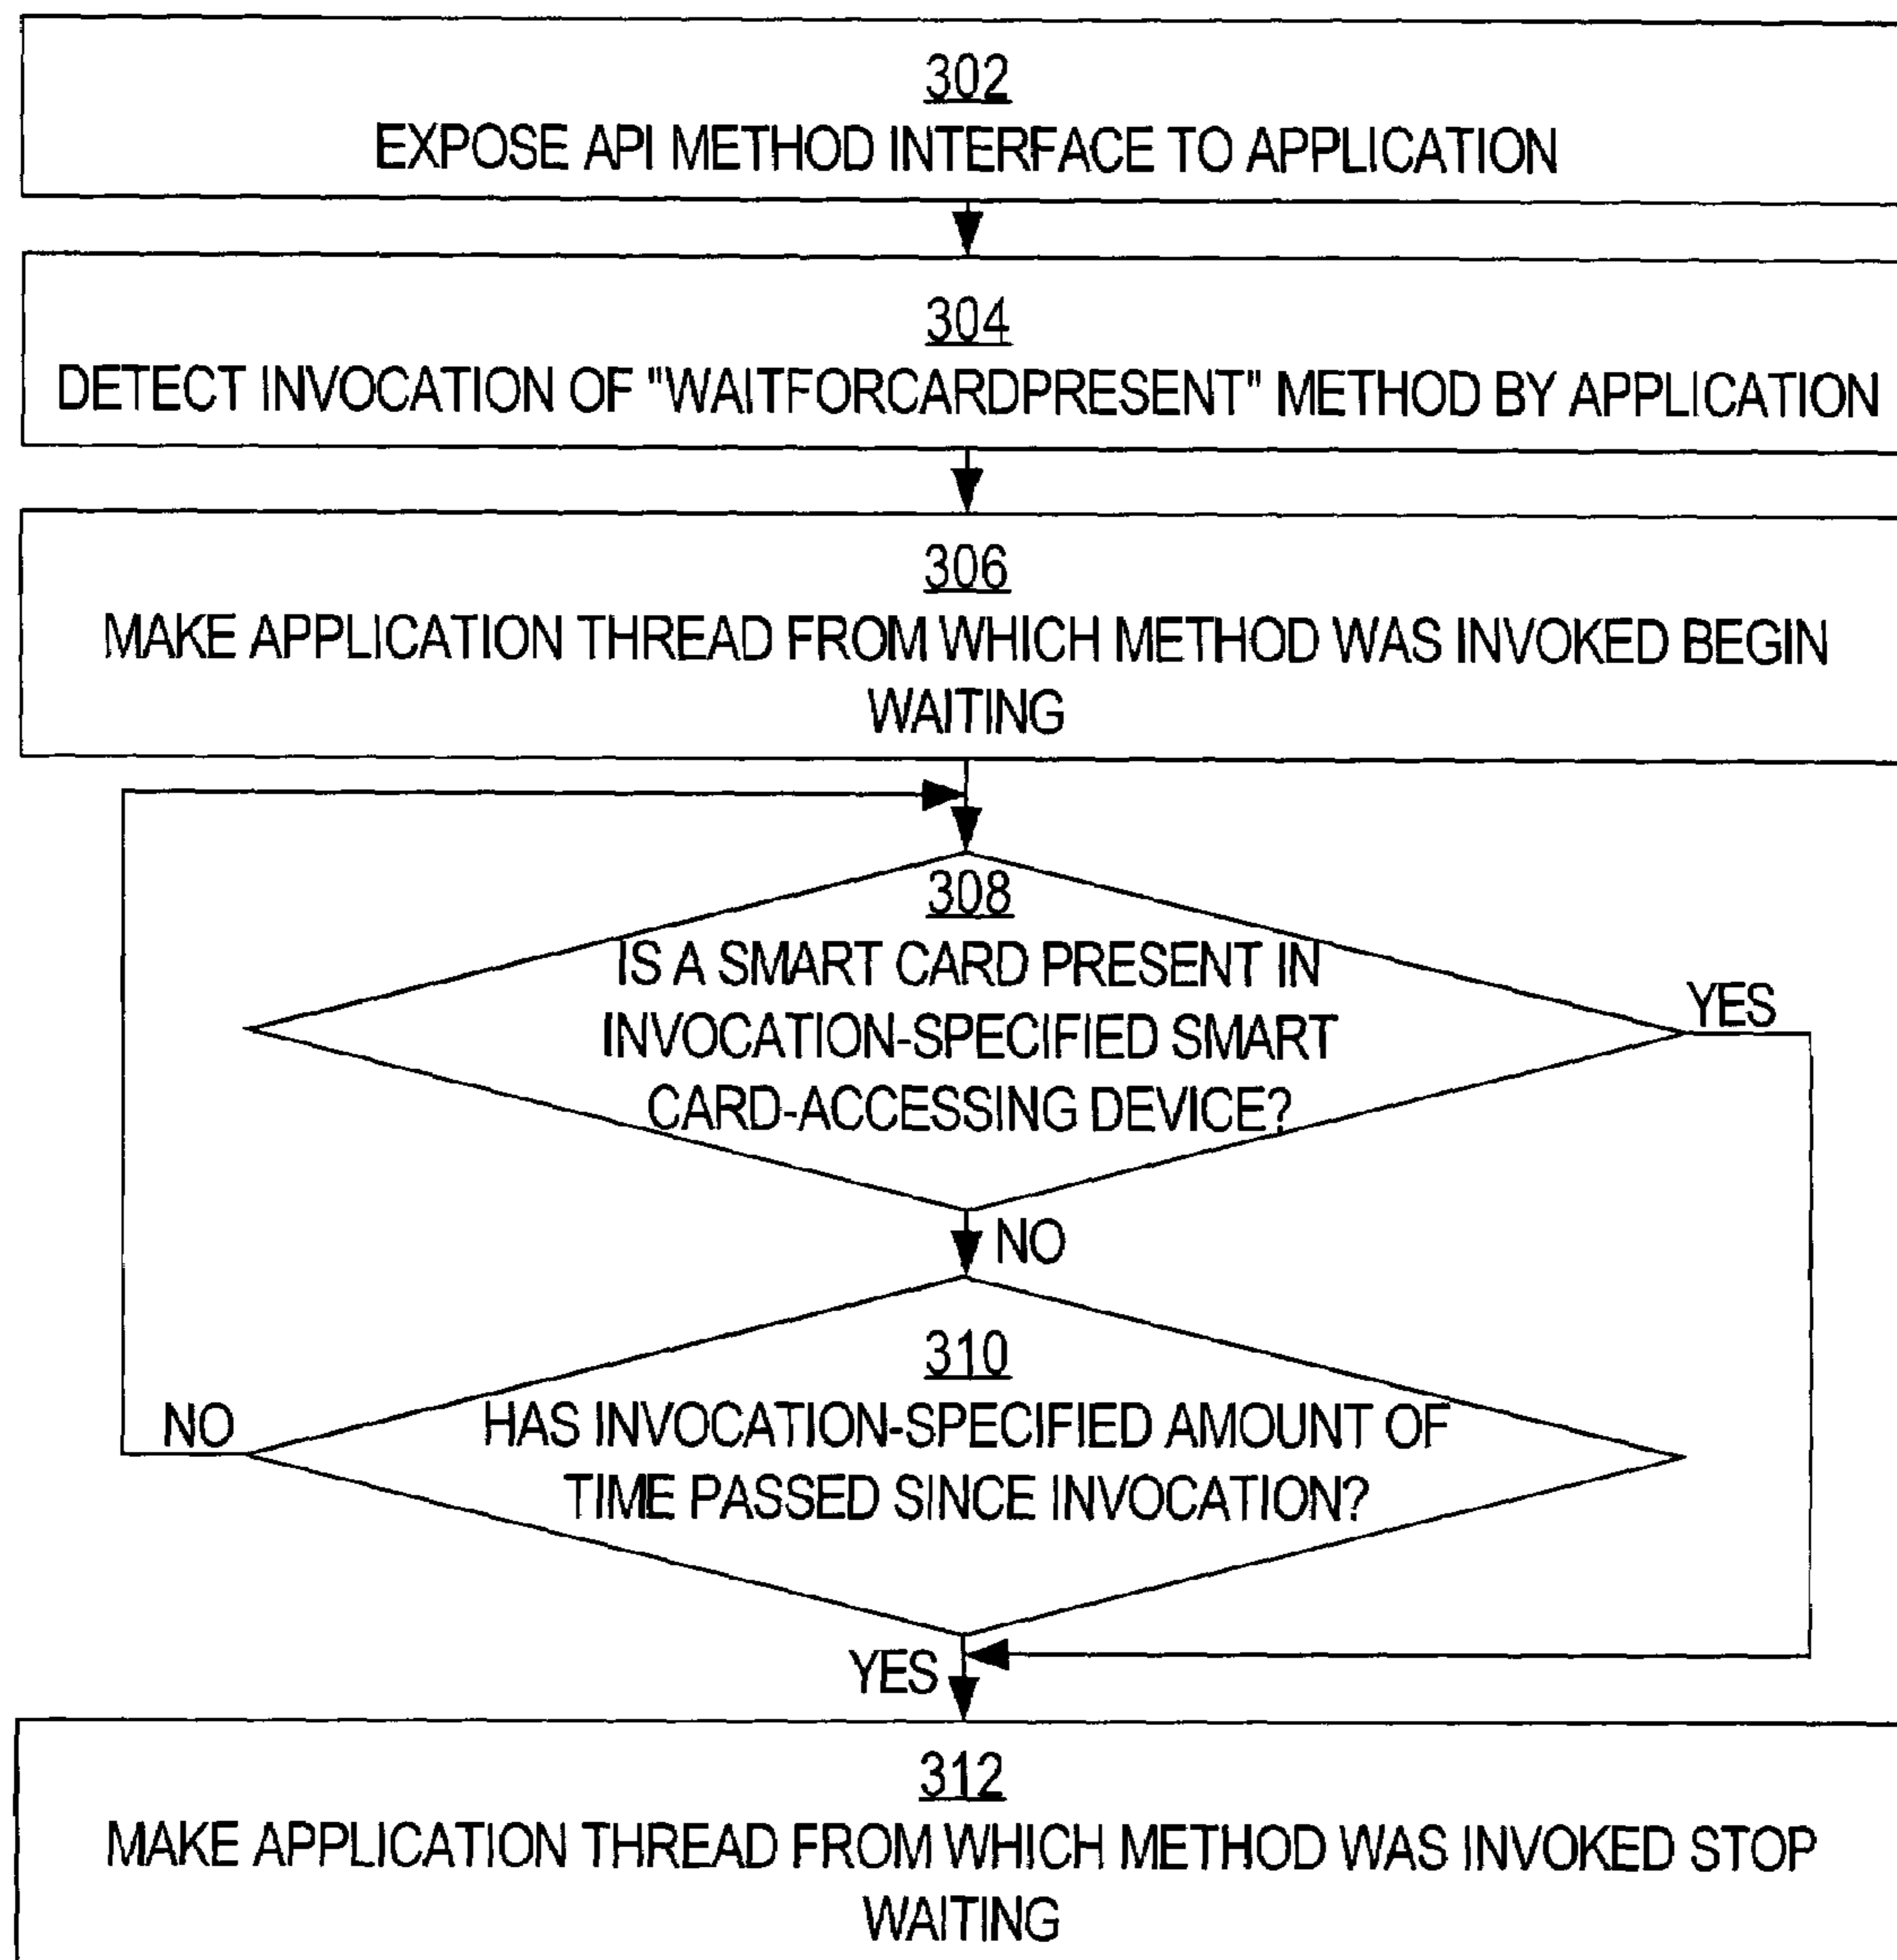 302
EXPOSE API METHOD INTERFACE TO APPLICATION
304
DETECT INVOCATION OF "WAITFORCARDPRESENT" METHOD BY APPLICATION
306
MAKE APPLICATION THREAD FROM WHICH METHOD WAS INVOKED BEGIN
WAITING
308
IS A SMART CARD PRESENT IN
INVOCATION-SPECIFIED SMART
CARD-ACCESSING DEVICE?
YES
NO
310
HAS INVOCATION-SPECIFIED AMOUNT OF
TIME PASSED SINCE INVOCATION?
NO
YES
312
MAKE APPLICATION THREAD FROM WHICH METHOD WAS INVOKED STOP
WAITING